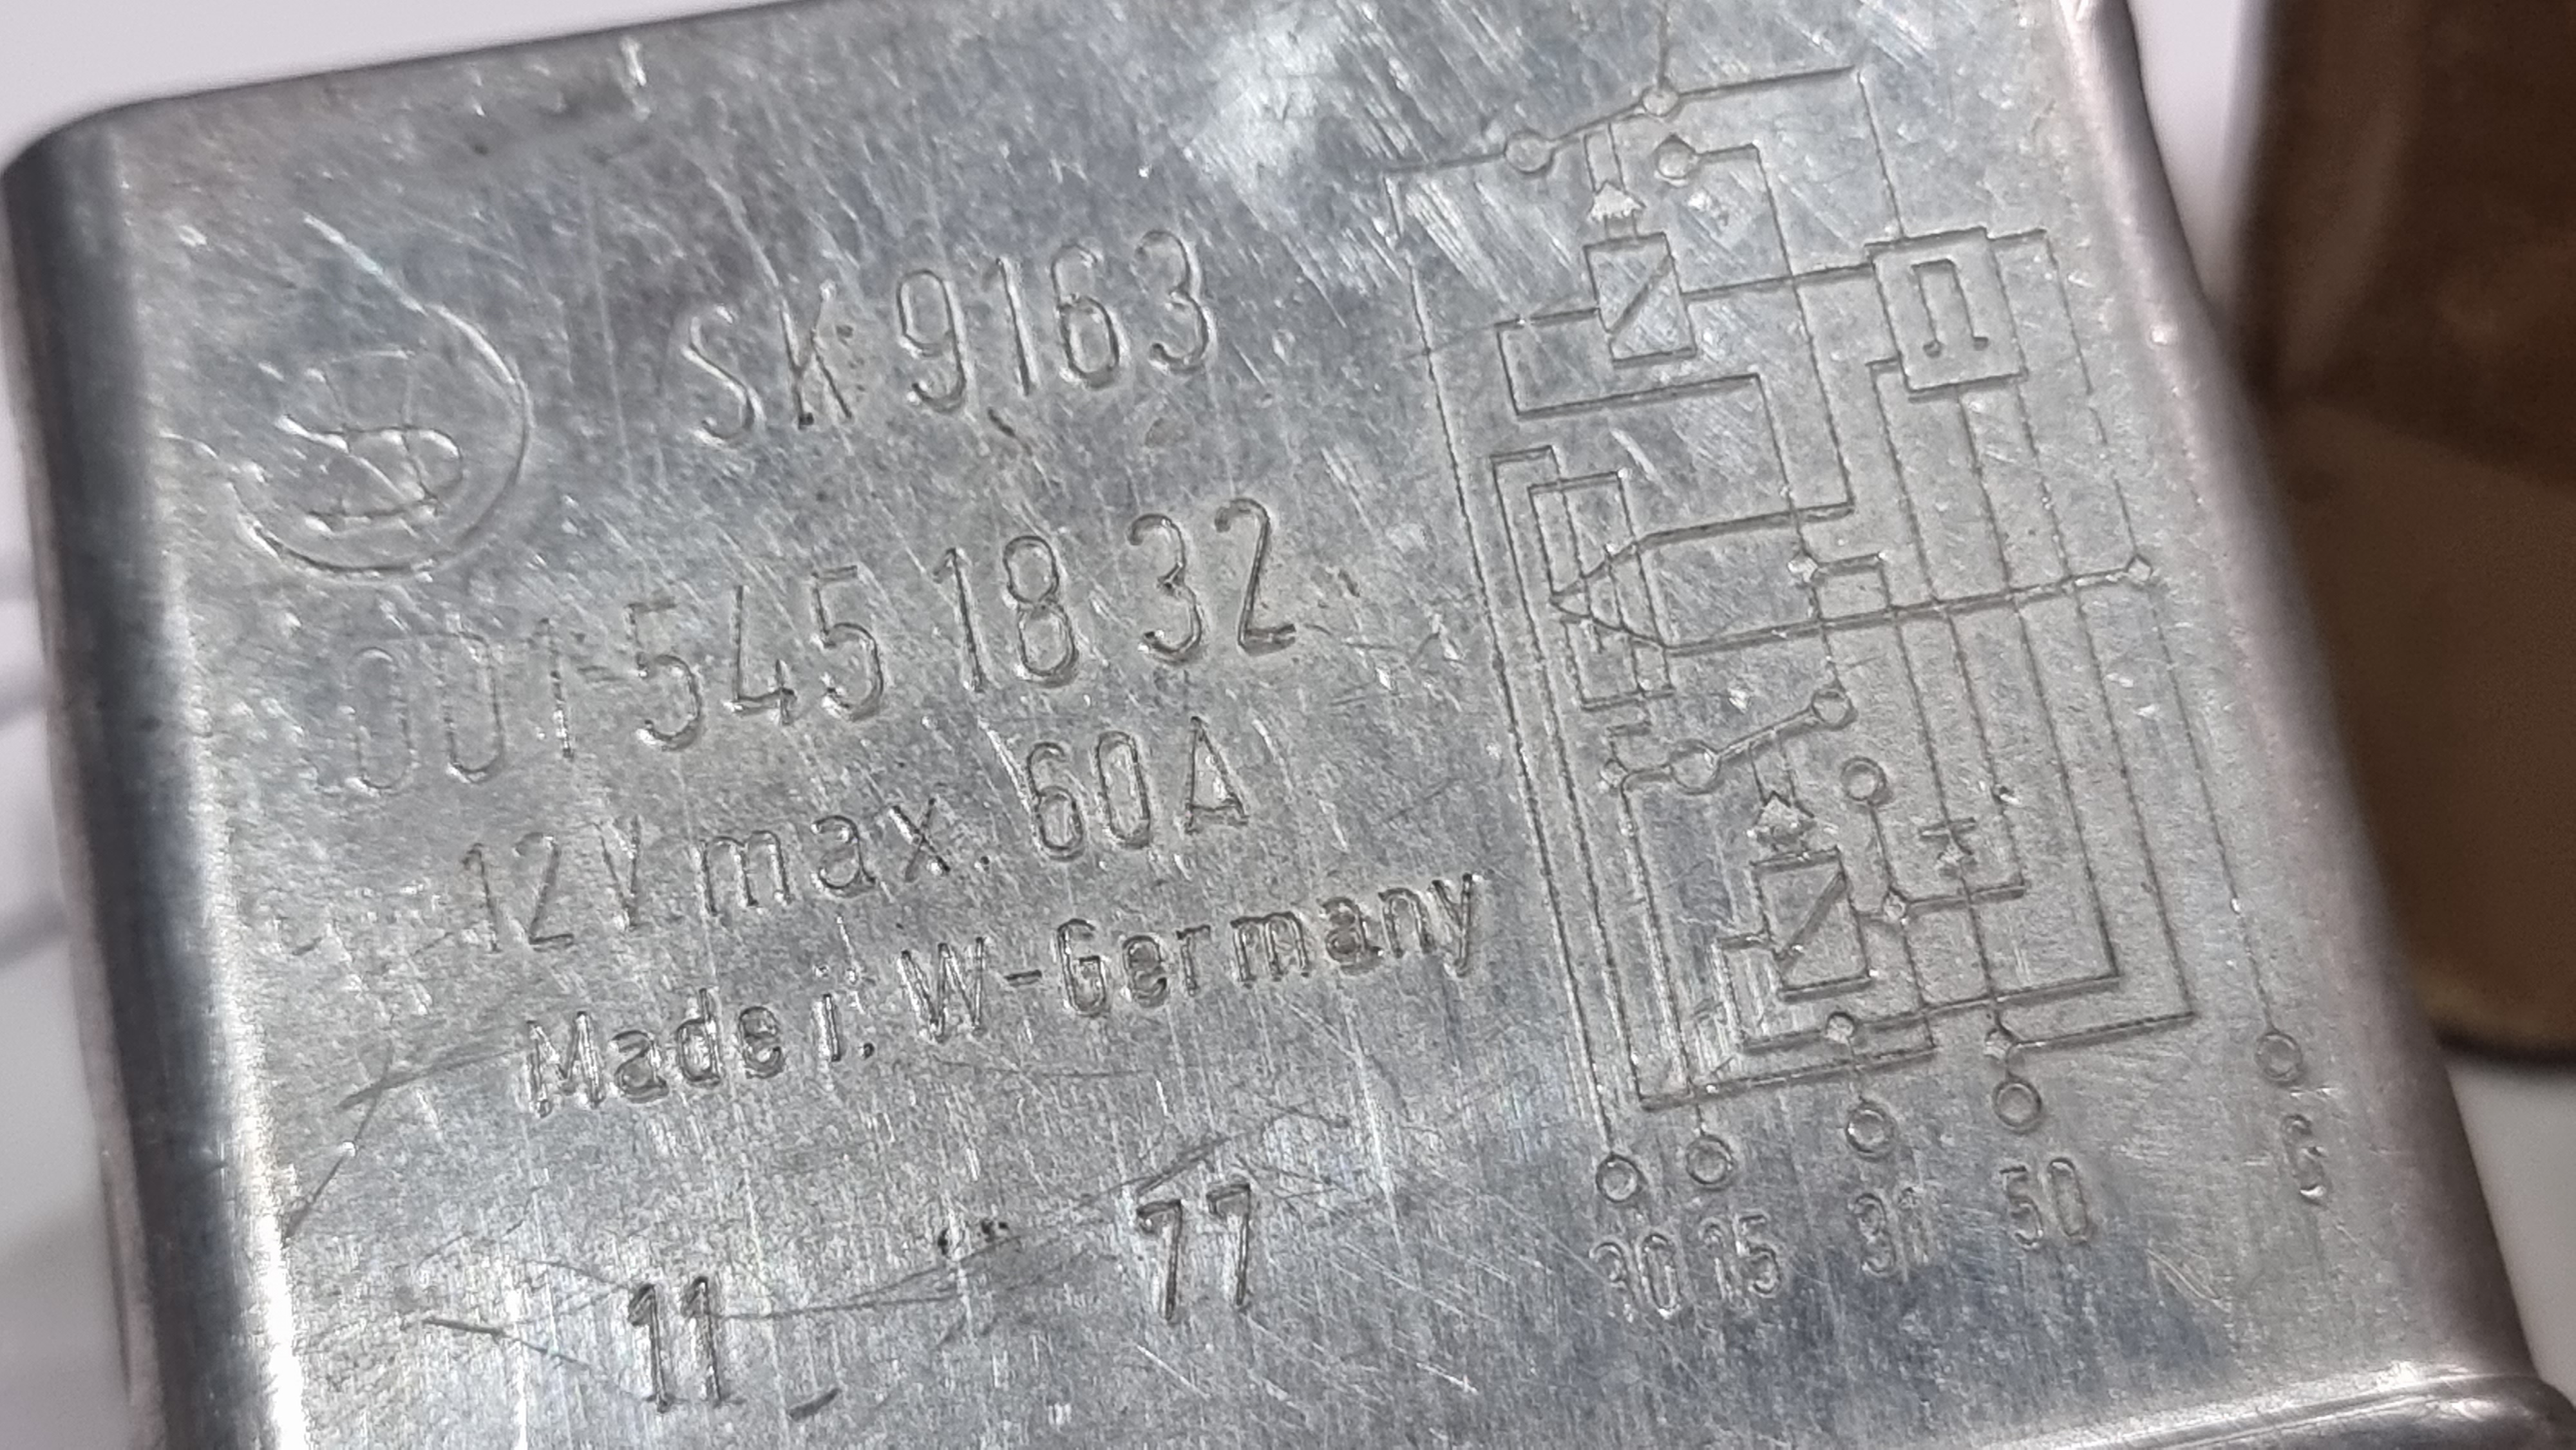 SK 9163
001 545 18 32
12V max. 60A
Made i. W-Germany
11 77
30 15 31 50 G